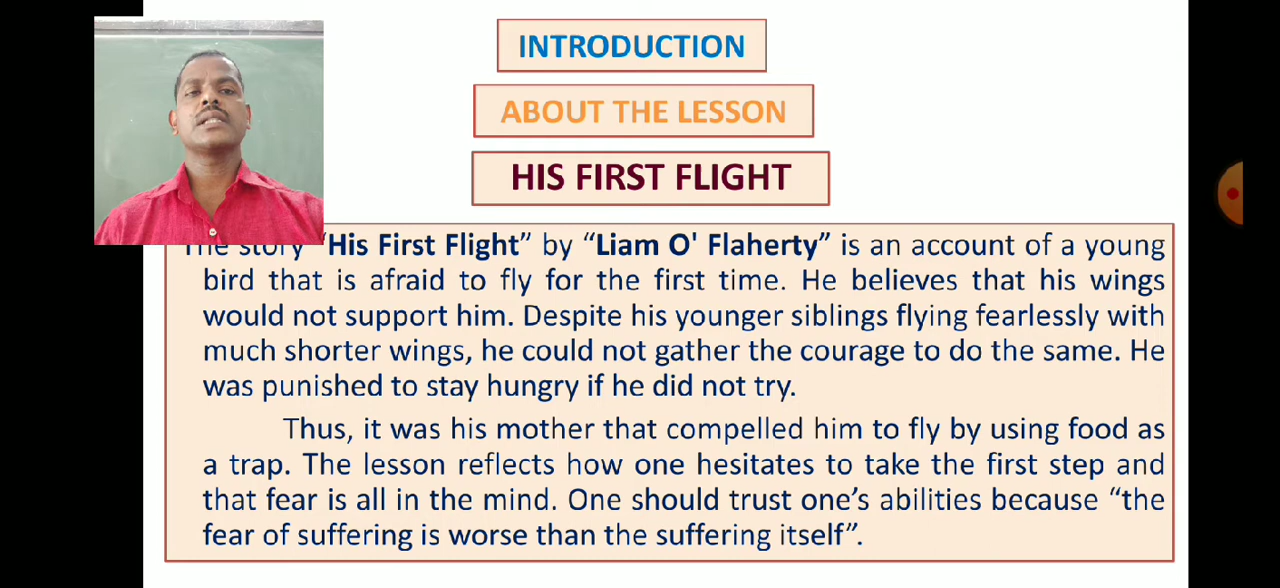 INTRODUCTION
ABOUT THE LESSON
HIS FIRST FLIGHT
The story “His First Flight” by “Liam O' Flaherty” is an account of a young
bird that is afraid to fly for the first time. He believes that his wings
would not support him. Despite his younger siblings flying fearlessly with
much shorter wings, he could not gather the courage to do the same. He
was punished to stay hungry if he did not try.
Thus, it was his mother that compelled him to fly by using food as
a trap. The lesson reflects how one hesitates to take the first step and
that fear is all in the mind. One should trust one’s abilities because “the
fear of suffering is worse than the suffering itself”.